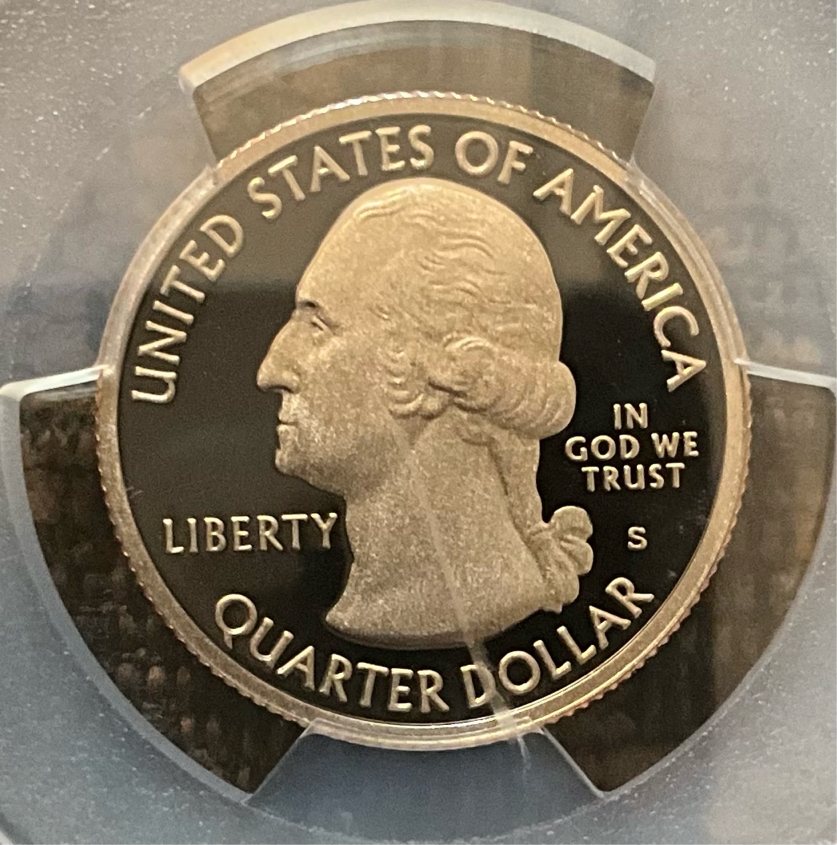 UNITED STATES OF AMERICA
IN
GOD WE
TRUST
LIBERTY
S
QUARTER DOLLAR